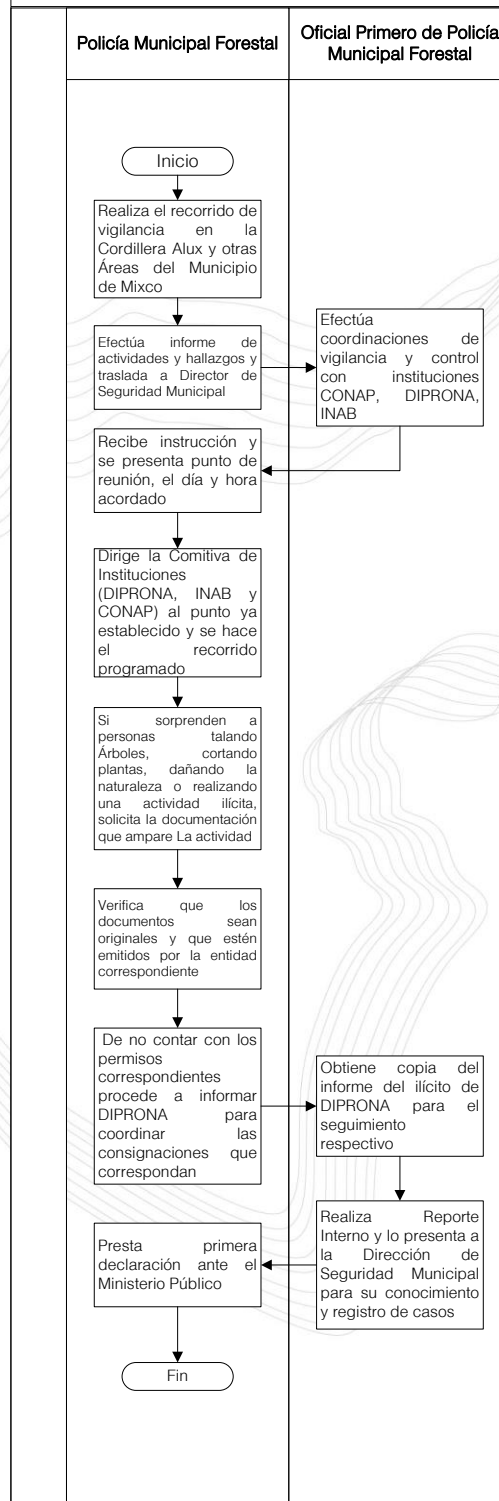 Policía Municipal Forestal
Oficial Primero de Policía
Municipal Forestal
Inicio
Realiza el recorrido de
vigilancia en la
Cordillera Alux y otras
Áreas del Municipio
de Mixco
Efectúa informe de
actividades y hallazgos y
traslada a Director de
Seguridad Municipal
Efectúa
coordinaciones de
vigilancia y control
con instituciones
CONAP, DIPRONA,
INAB
Recibe instrucción y
se presenta punto de
reunión, el día y hora
acordado
Dirige la Comitiva de
Instituciones
(DIPRONA, INAB y
CONAP) al punto ya
establecido y se hace
el recorrido
programado
Si sorprenden a
personas talando
Árboles, cortando
plantas, dañando la
naturaleza o realizando
una actividad ilícita,
solicita la documentación
que ampare La actividad
Verifica que los
documentos sean
originales y que estén
emitidos por la entidad
correspondiente
De no contar con los
permisos
correspondientes
procede a informar
DIPRONA para
coordinar las
consignaciones que
correspondan
Obtiene copia del
informe del ilícito de
DIPRONA para el
seguimiento
respectivo
Realiza Reporte
Interno y lo presenta a
la Dirección de
Seguridad Municipal
para su conocimiento
y registro de casos
Presta primera
declaración ante el
Ministerio Público
Fin